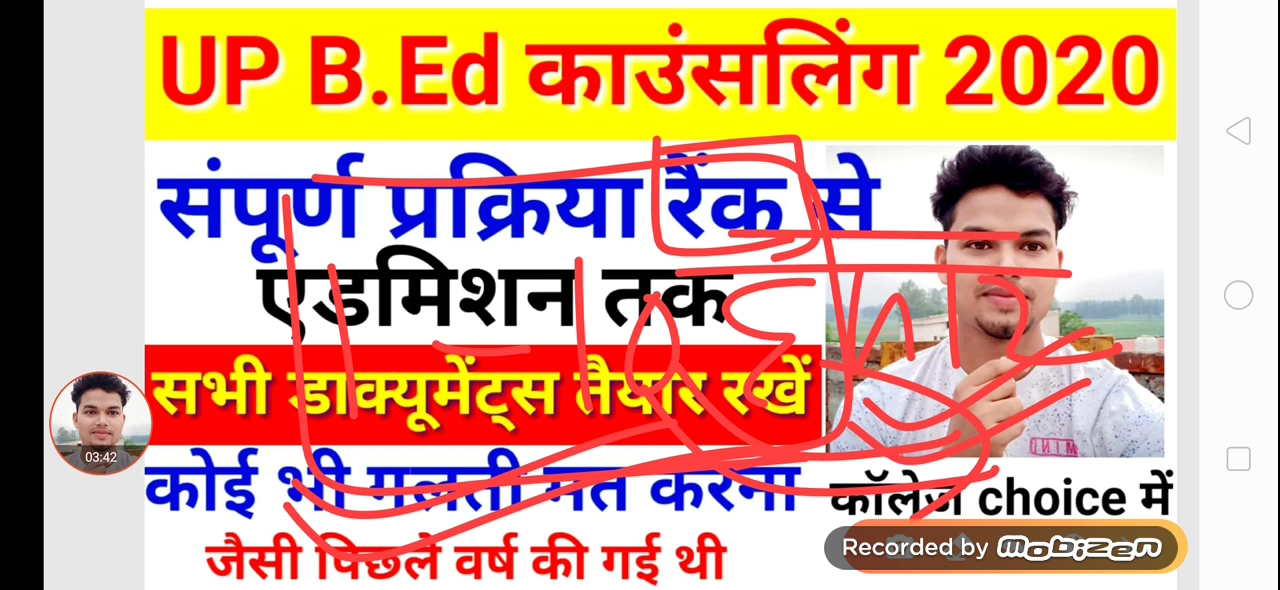 UP B.Ed काउंसलिंग 2020
संपूर्ण प्रक्रिया रैंक से
एडमिशन तक
सभी डाक्यूमेंट्स तैयार रखें
कोई भी गलती मत करना
कॉलेज choice में
जैसी पिछले वर्ष की गई थी
03:42
Recorded by mobizen